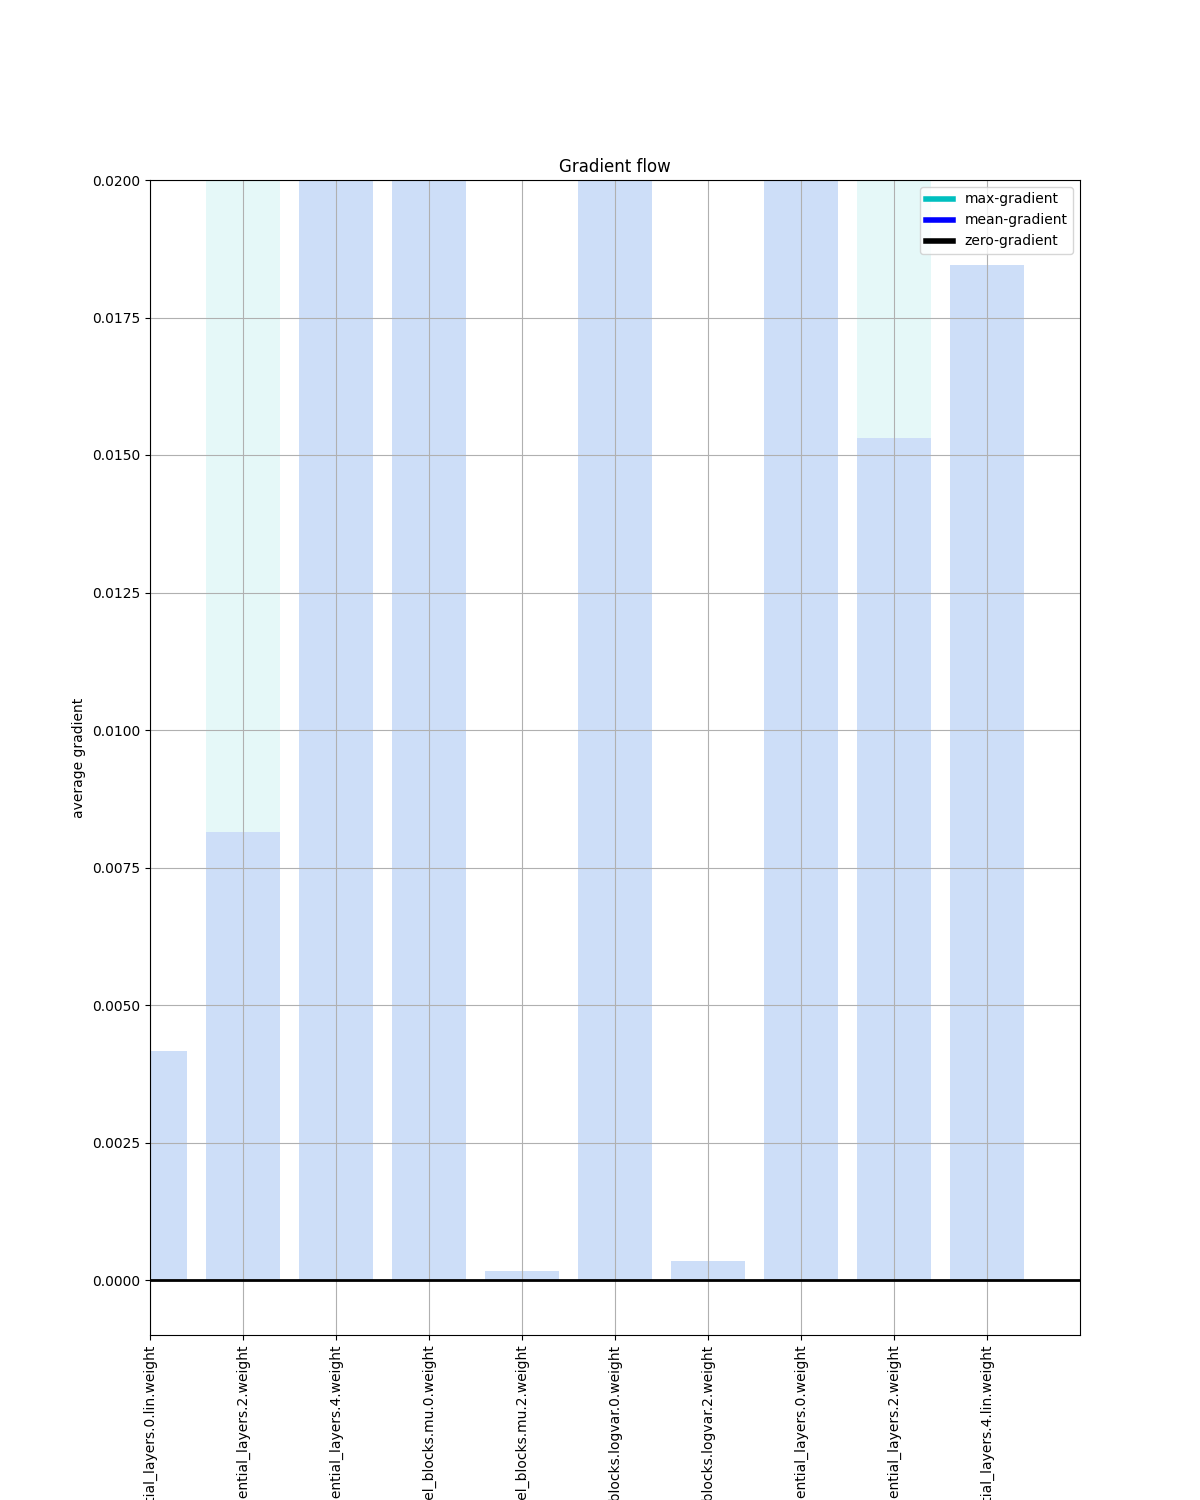 Gradient flow
max-gradient
mean-gradient
zero-gradient
0.0200
0.0175
0.0150
0.0125
0.0100
0.0075
0.0050
0.0025
0.0000
average gradient
tial_layers.0.lin.weight
ential_layers.2.weight
ential_layers.4.weight
el_blocks.mu.0.weight
el_blocks.mu.2.weight
blocks.logvar.0.weight
blocks.logvar.2.weight
ential_layers.0.weight
ential_layers.2.weight
tial_layers.4.lin.weight